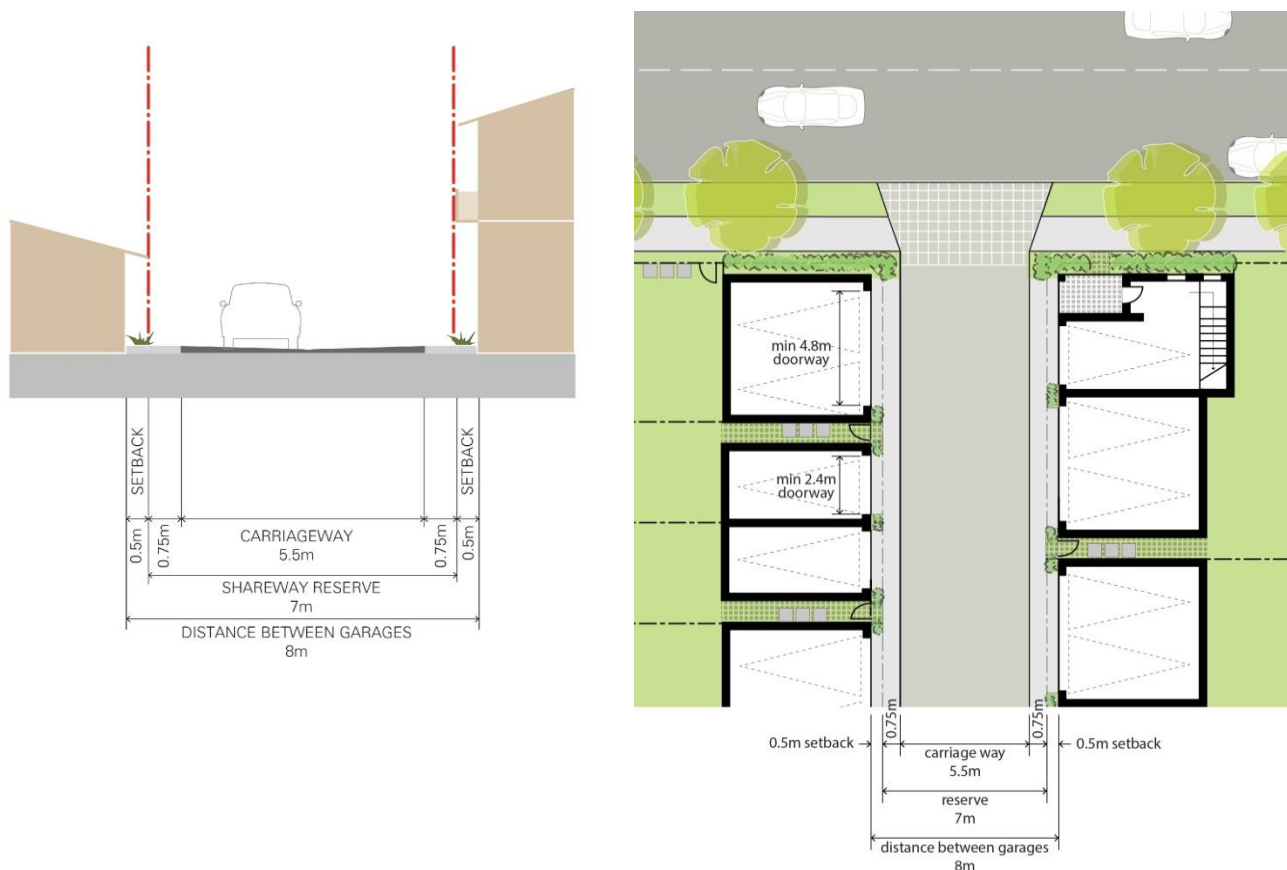 SETBACK
SETBACK
0.5m
0.75m
CARRIAGEWAY
5.5m
0.75m
0.5m
SHAREWAY RESERVE
7m
DISTANCE BETWEEN GARAGES
8m
min 4.8m
doorway
min 2.4m
doorway
0.75m
0.75m
0.5m setback
carriage way
5.5m
0.5m setback
reserve
7m
distance between garages
8m